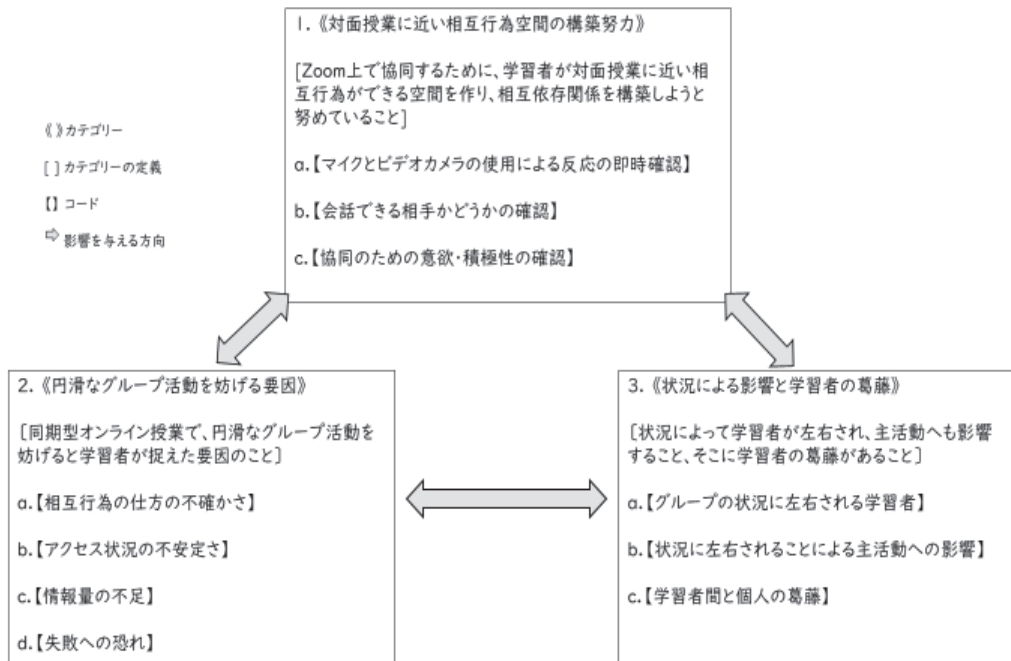 1. 《対面授業に近い相互行為空間の構築努力》
[Zoom上で協同するために、学習者が対面授業に近い相
互行為ができる空間を作り、相互依存関係を構築しようと
努めていること]
a.【マイクとビデオカメラの使用による反応の即時確認】
b.【会話できる相手かどうかの確認】
c.【協同のための意欲・積極性の確認】
《》カテゴリー
[ ] カテゴリーの定義
【】 コード
⇨ 影響を与える方向
2. 《円滑なグループ活動を妨げる要因》
[同期型オンライン授業で、円滑なグループ活動を
妨げると学習者が捉えた要因のこと]
a.【相互行為の仕方の不確かさ】
b.【アクセス状況の不安定さ】
c.【情報量の不足】
d.【失敗への恐れ】
3. 《状況による影響と学習者の葛藤》
[状況によって学習者が左右され、主活動へも影響
すること、そこに学習者の葛藤があること]
a.【グループの状況に左右される学習者】
b.【状況に左右されることによる主活動への影響】
c.【学習者間と個人の葛藤】